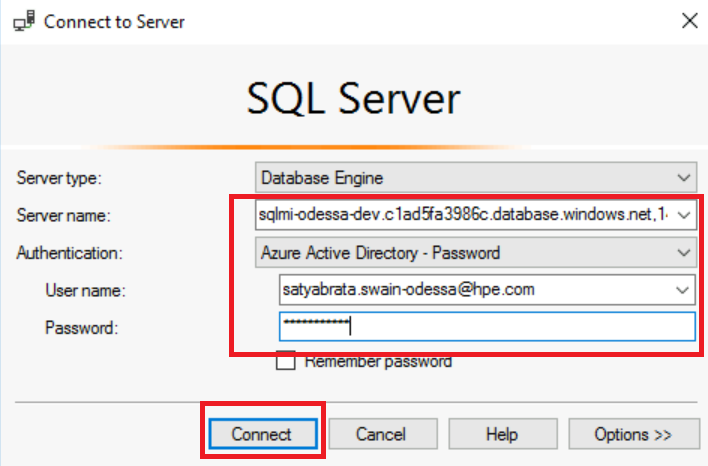 Connect to Server
SQL Server
Server type: Database Engine
Server name: sqlmi-odessa-dev.c1ad5fa3986c.database.windows.net,1
Authentication: Azure Active Directory - Password
User name: satyabrata.swain-odessa@hpe.com
Password: ***********
Remember password
Connect Cancel Help Options >>